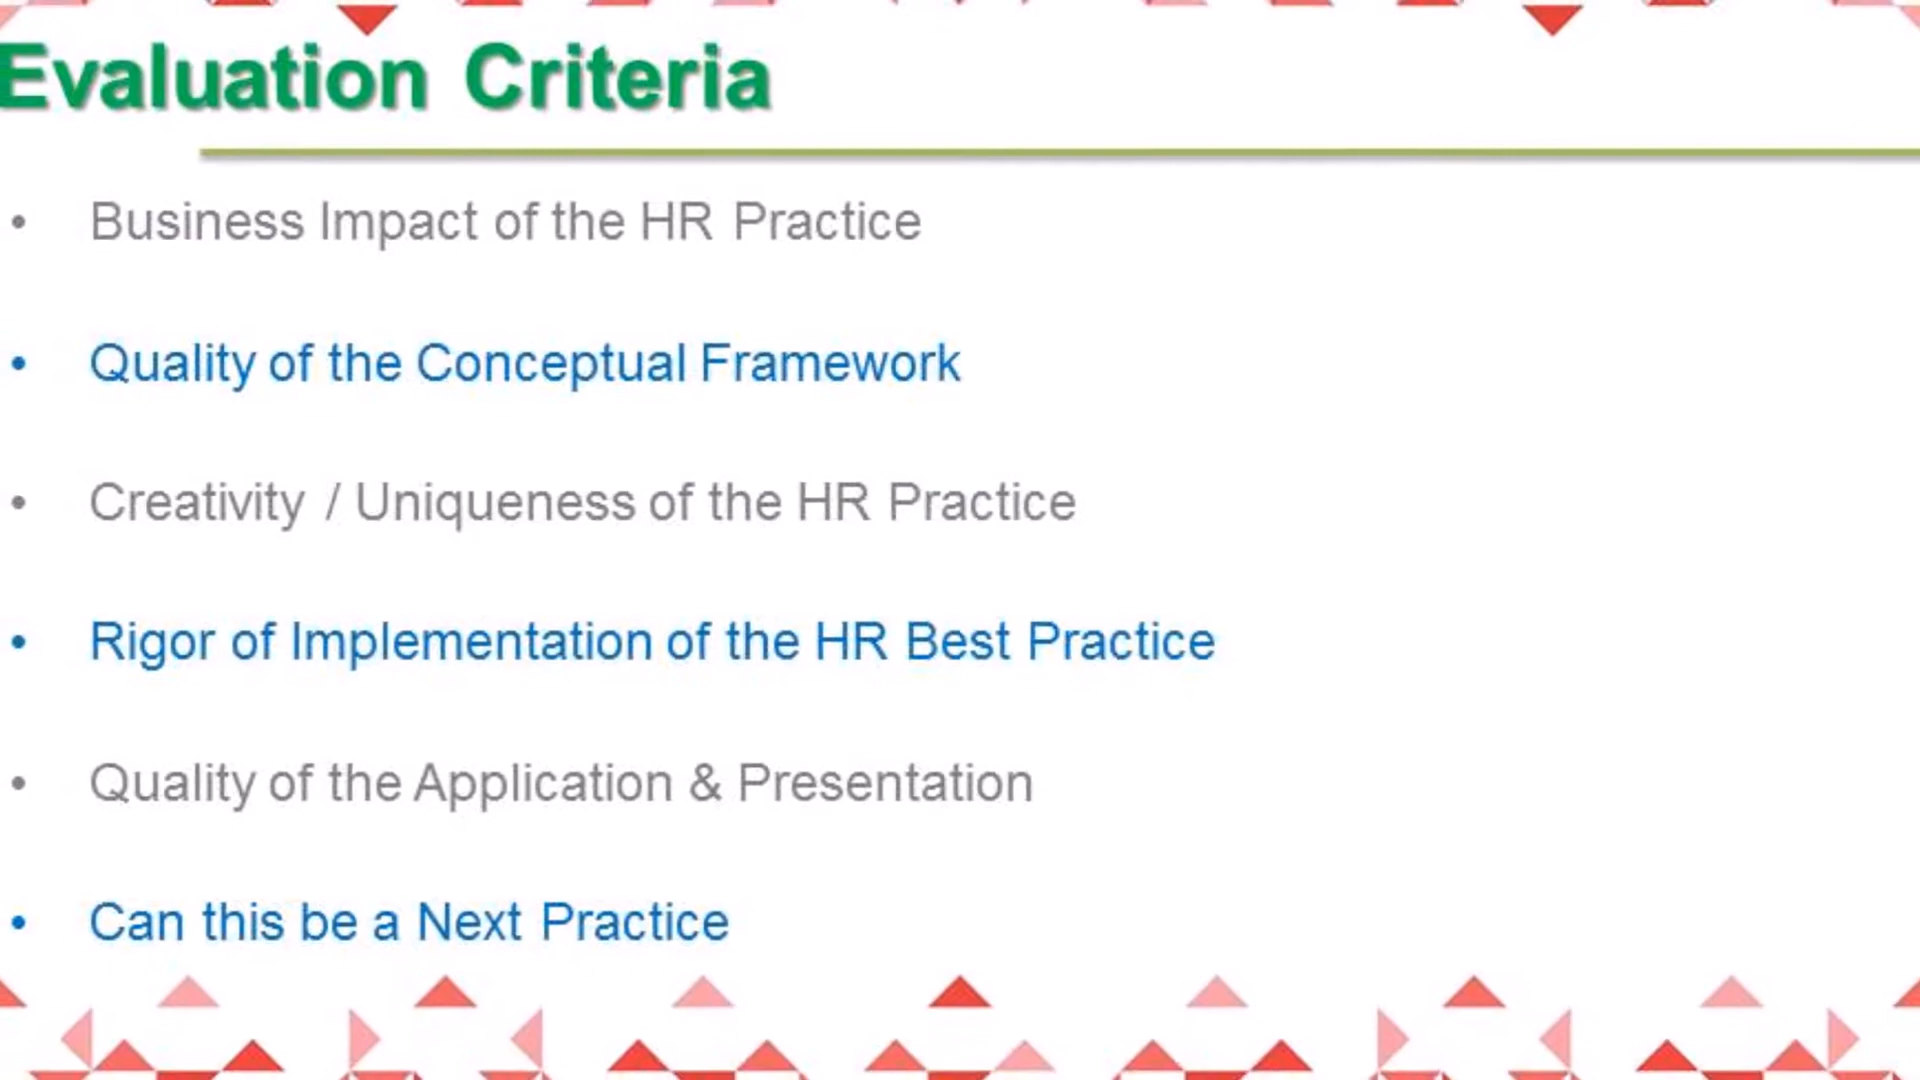 Evaluation Criteria
• Business Impact of the HR Practice
• Quality of the Conceptual Framework
• Creativity / Uniqueness of the HR Practice
• Rigor of Implementation of the HR Best Practice
• Quality of the Application & Presentation
• Can this be a Next Practice